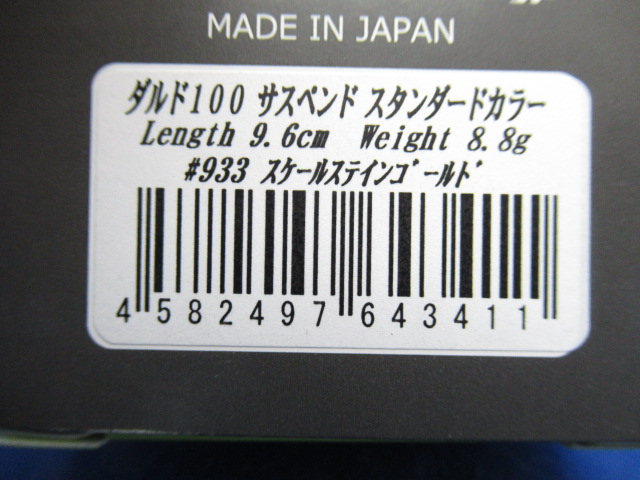 MADE IN JAPAN
ダルド100 サスペンド スタンダードカラー
Length 9.6cm Weight 8.8g
#933 スケールステインゴールド
4 582497 643411